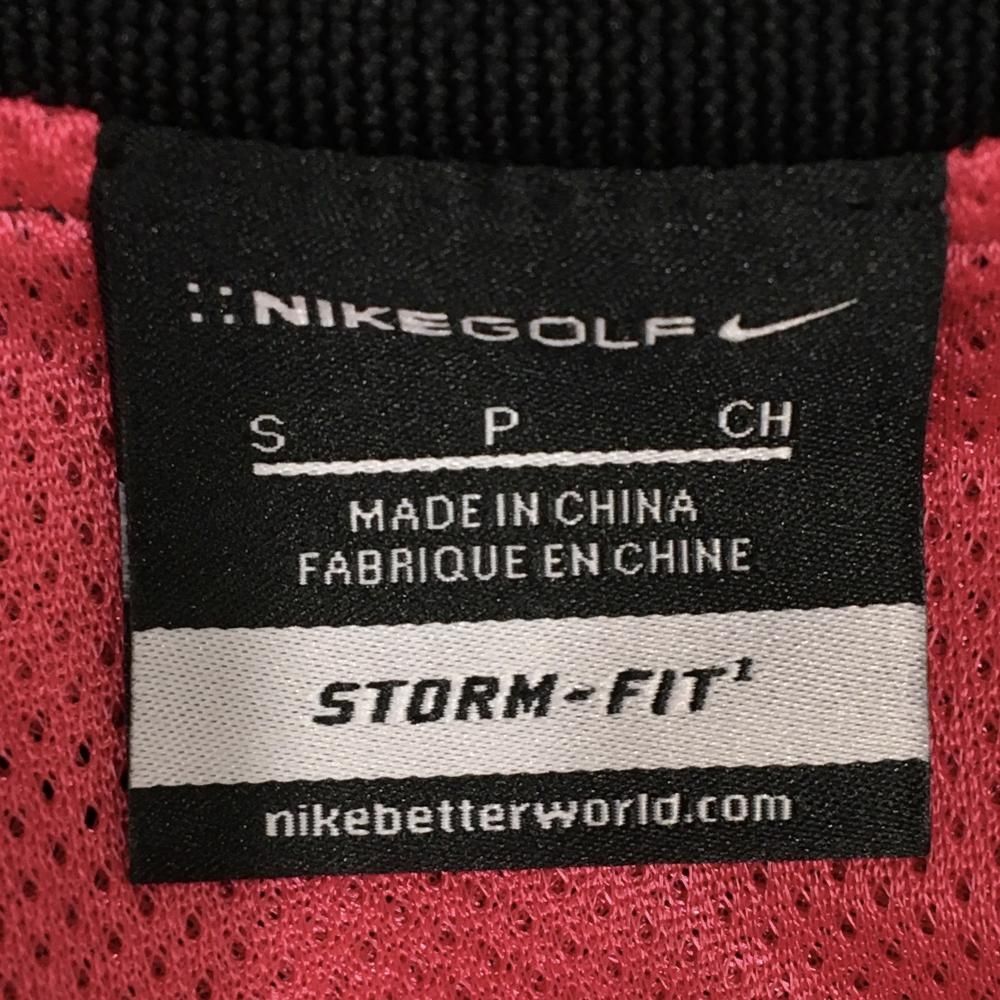 NIKEGOLF
S P CH
MADE IN CHINA
FABRIQUE EN CHINE
STORM-FIT¹
nikebetterworld.com